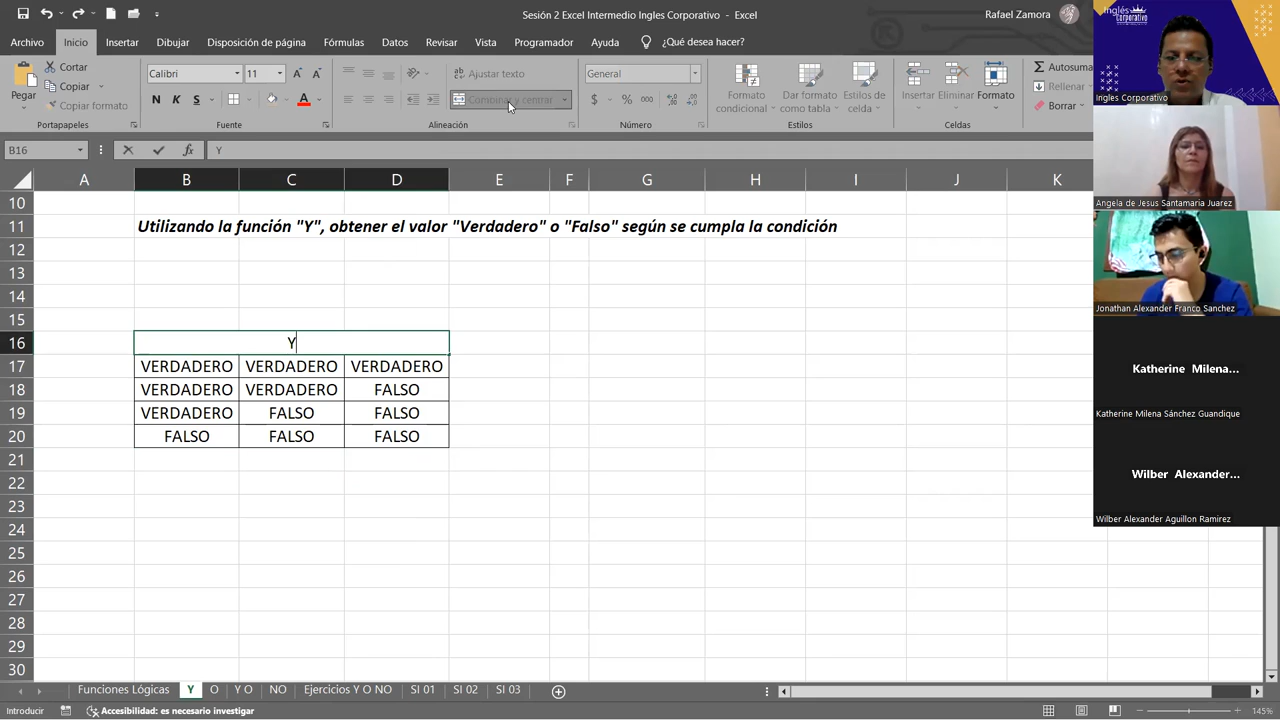 Sesión 2 Excel Intermedio Ingles Corporativo - Excel
Rafael Zamora
Archivo Inicio Insertar Dibujar Disposición de página Fórmulas Datos Revisar Vista Programador Ayuda ¿Qué desea hacer?
Pegar
Cortar
Copiar
Copiar formato
Portapapeles
Calibri 11
N K S
Fuente
Ajustar texto
Combinar y centrar
Alineación
General
$ % 000
Número
Formato condicional
Dar formato como tabla
Estilos de celda
Estilos
Insertar Eliminar Formato
Celdas
Autosuma
Rellenar
Borrar
B16 fx Y
A B C D E F G H I J K
10
11 Utilizando la función "Y", obtener el valor "Verdadero" o "Falso" según se cumpla la condición
12
13
14
15
16 Y
17 VERDADERO VERDADERO VERDADERO
18 VERDADERO VERDADERO FALSO
19 VERDADERO FALSO FALSO
20 FALSO FALSO FALSO
21
22
23
24
25
26
27
28
29
30
Funciones Lógicas Y O Y O NO Ejercicios Y O NO SI 01 SI 02 SI 03
Introducir Accesibilidad: es necesario investigar 145%
Inglés Corporativo
Ingles Corporativo
Angela de Jesus Santamaria Juarez
Jonathan Alexander Franco Sanchez
Katherine Milena...
Katherine Milena Sánchez Guandique
Wilber Alexander...
Wilber Alexander Aguillon Ramirez